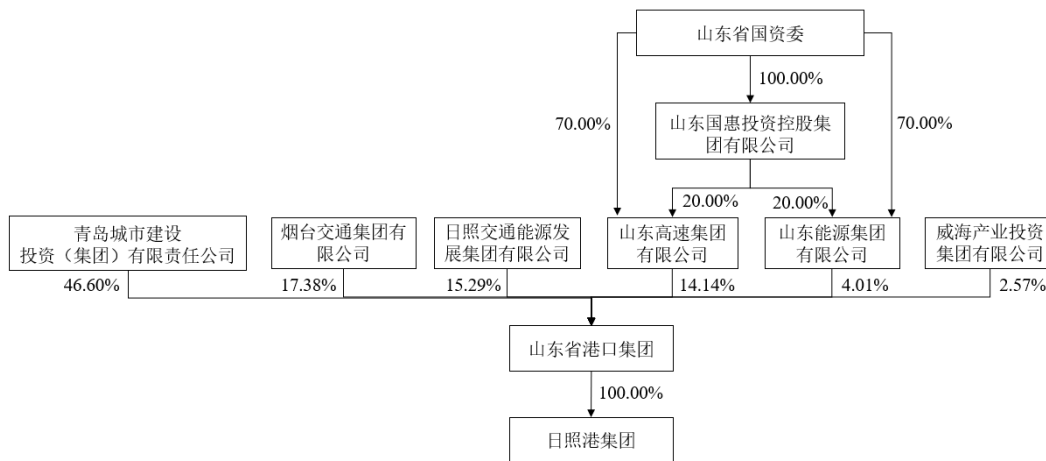 山东省国资委
100.00%
70.00%
山东国惠投资控股集
团有限公司
70.00%
20.00%
20.00%
青岛城市建设
投资（集团）有限责任公司
烟台交通集团有
限公司
日照交通能源发
展集团有限公司
山东高速集团
有限公司
山东能源集团
有限公司
威海产业投资
集团有限公司
46.60%
17.38%
15.29%
14.14%
4.01%
2.57%
山东省港口集团
100.00%
日照港集团